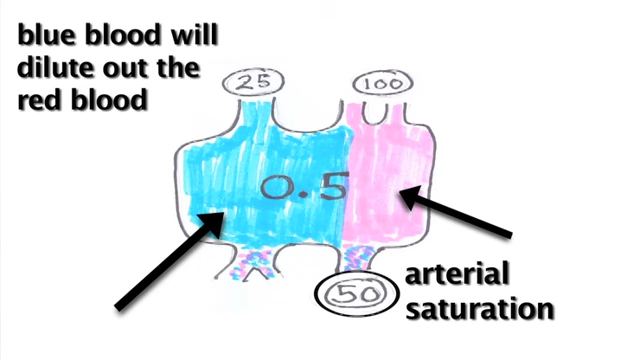 blue blood will
dilute out the
red blood
25
100
0.5
50
arterial
saturation